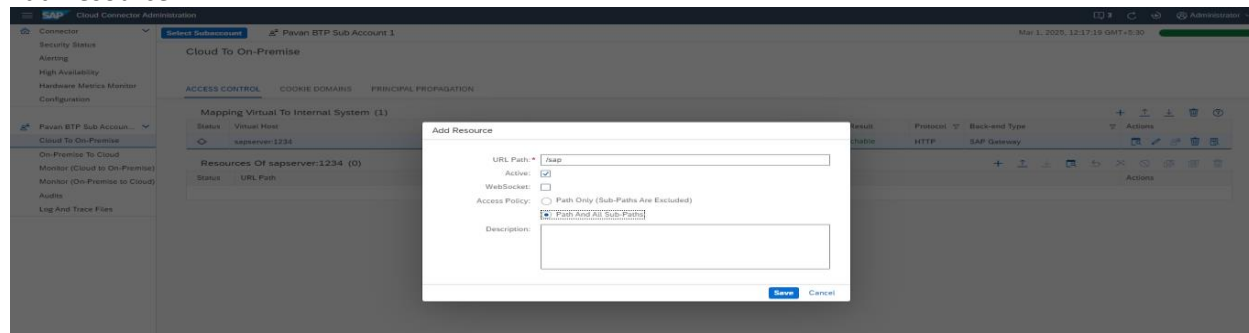 SAP Cloud Connector Administration
3 Administrator
Connector
Security Status
Alerting
High Availability
Hardware Metrics Monitor
Configuration
Pavan BTP Sub Accoun...
Cloud To On-Premise
On-Premise To Cloud
Monitor (Cloud to On-Premise)
Monitor (On-Premise to Cloud)
Audits
Log And Trace Files
Select Subaccount Pavan BTP Sub Account 1 Mar 1, 2025, 12:17:16 GMT+5:30
Cloud To On-Premise
ACCESS CONTROL COOKIE DOMAINS PRINCIPAL PROPAGATION
Mapping Virtual To Internal System (1)
Status Virtual Host Result Protocol Back-end Type Actions
sapserver:1234 HTTP SAP Gateway
Resources Of sapserver:1234 (0)
Status URL Path Actions
Add Resource
URL Path:* /sap
Active:
WebSocket:
Access Policy: Path Only (Sub-Paths Are Excluded)
Path And All Sub-Paths
Description:
Save Cancel